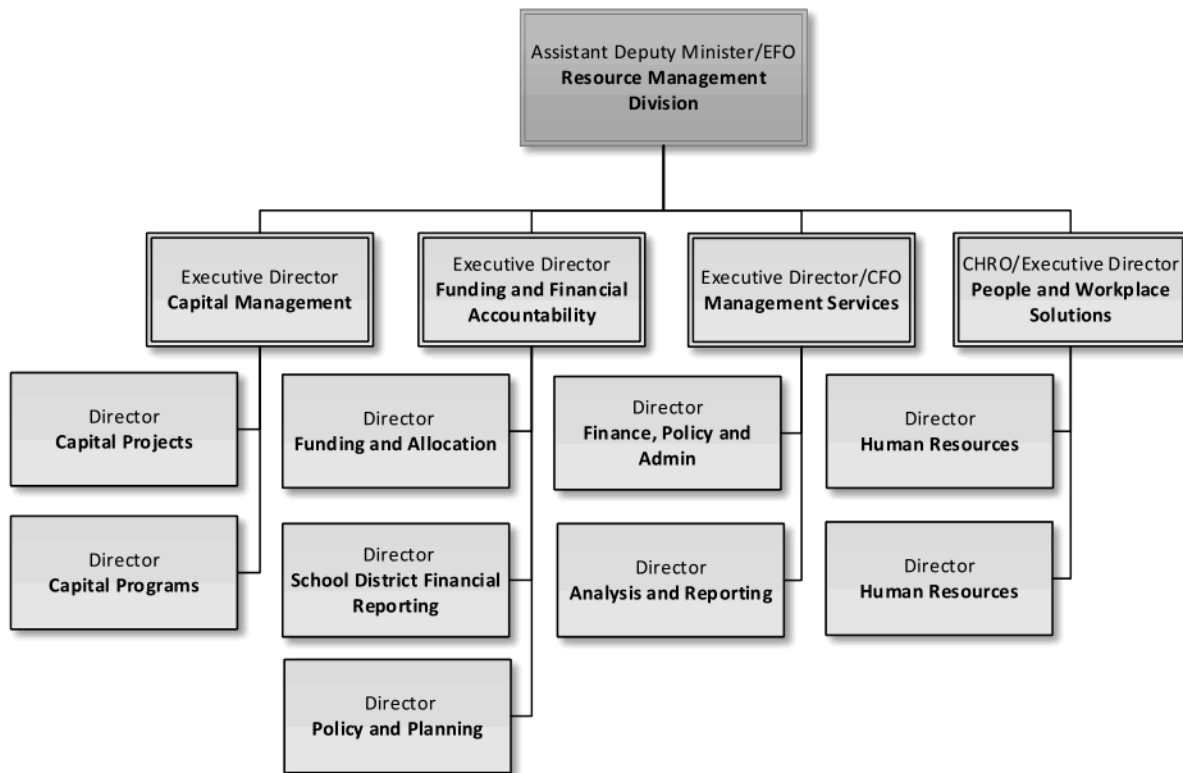 Assistant Deputy Minister/EFO
Resource Management
Division
Executive Director
Capital Management
Executive Director
Funding and Financial
Accountability
Executive Director/CFO
Management Services
CHRO/Executive Director
People and Workplace
Solutions
Director
Capital Projects
Director
Funding and Allocation
Director
Finance, Policy and
Admin
Director
Human Resources
Director
Capital Programs
Director
School District Financial
Reporting
Director
Analysis and Reporting
Director
Human Resources
Director
Policy and Planning